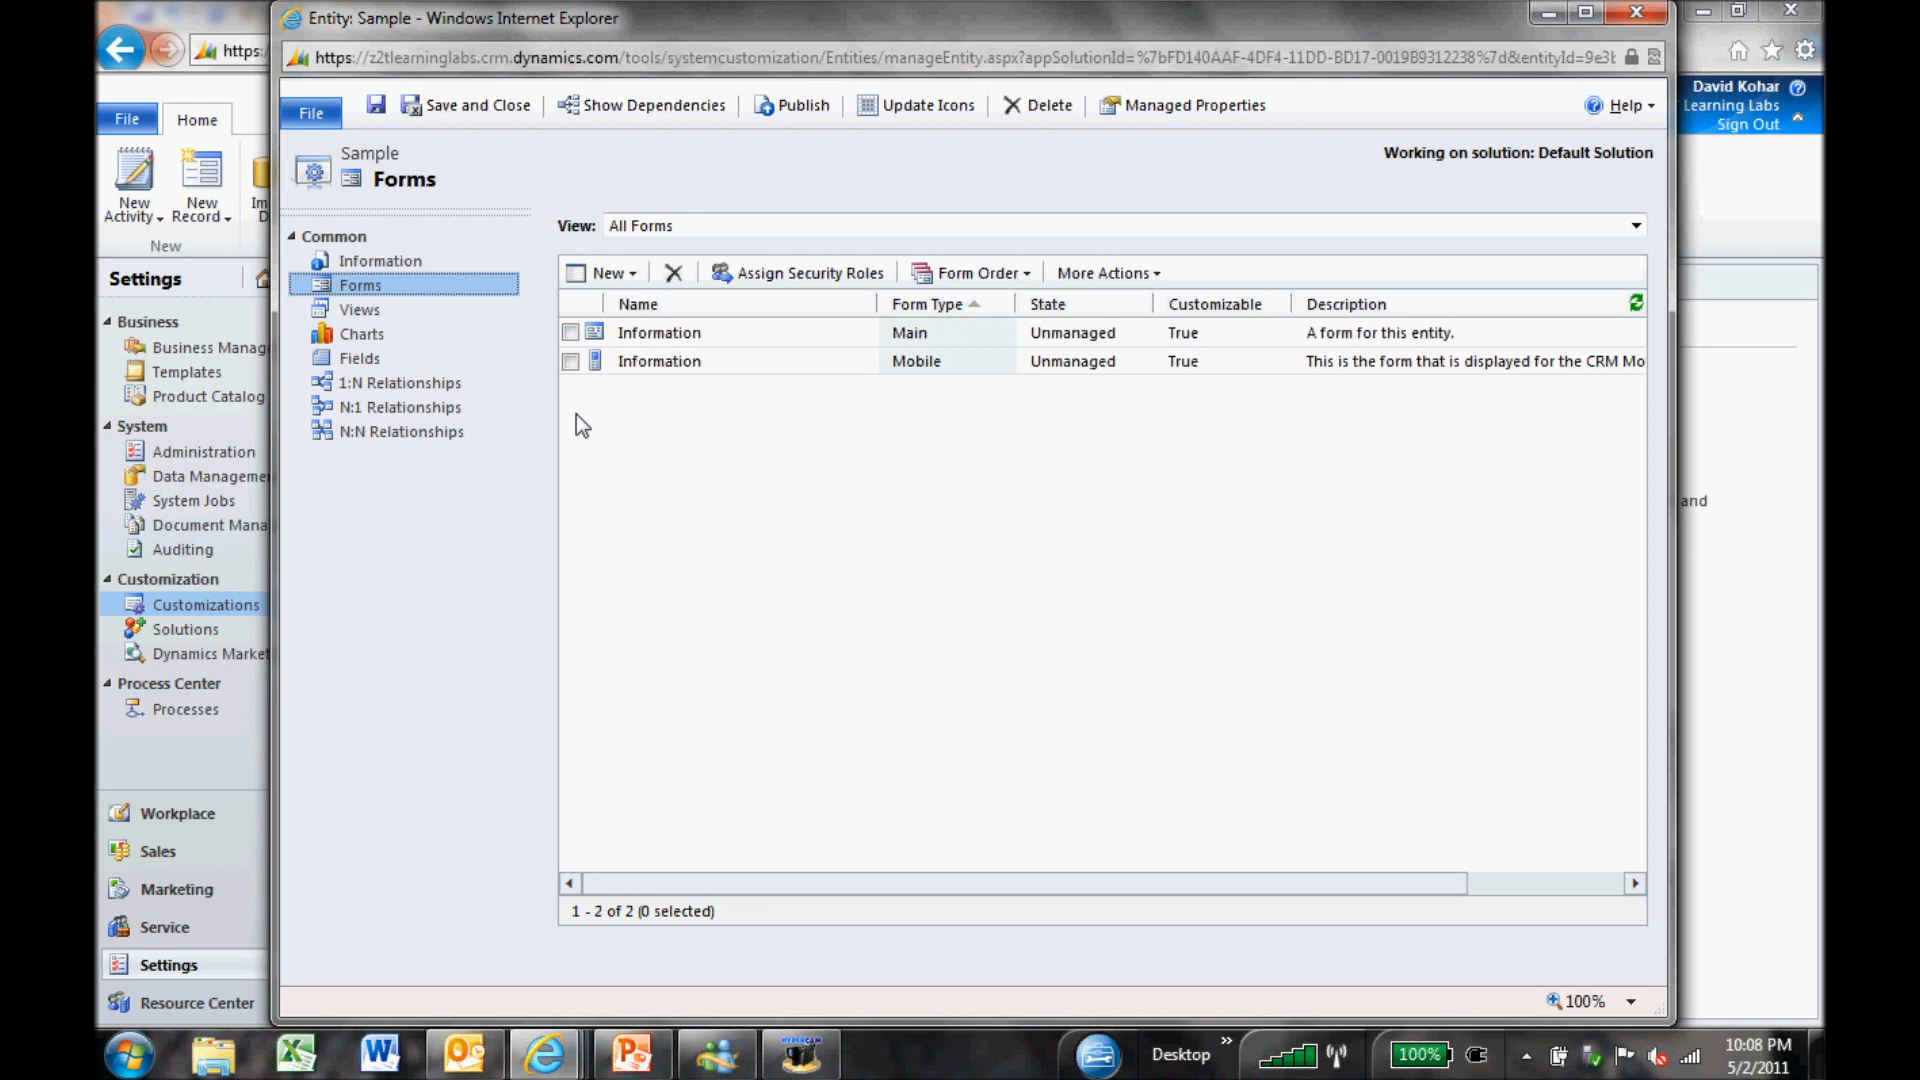 Entity: Sample - Windows Internet Explorer
https://z2tlearninglabs.crm.dynamics.com/tools/systemcustomization/Entities/manageEntity.aspx?appSolutionId=%7bFD140AAF-4DF4-11DD-BD17-0019B9312238%7d&entityId=9e3b
https:
File
Save and Close
Show Dependencies
Publish
Update Icons
Delete
Managed Properties
Help
David Kohar
Learning Labs
Sign Out
File
Home
New Activity
New Record
Im
D
New
Sample
Forms
Working on solution: Default Solution
View: All Forms
Common
Information
Forms
Views
Charts
Fields
1:N Relationships
N:1 Relationships
N:N Relationships
New
Assign Security Roles
Form Order
More Actions
Name Form Type State Customizable Description
Information Main Unmanaged True A form for this entity.
Information Mobile Unmanaged True This is the form that is displayed for the CRM Mo
and
Settings
Business
Business Manag
Templates
Product Catalog
System
Administration
Data Manageme
System Jobs
Document Mana
Auditing
Customization
Customizations
Solutions
Dynamics Market
Process Center
Processes
Workplace
Sales
Marketing
Service
Settings
Resource Center
1 - 2 of 2 (0 selected)
100%
Desktop
100%
10:08 PM
5/2/2011